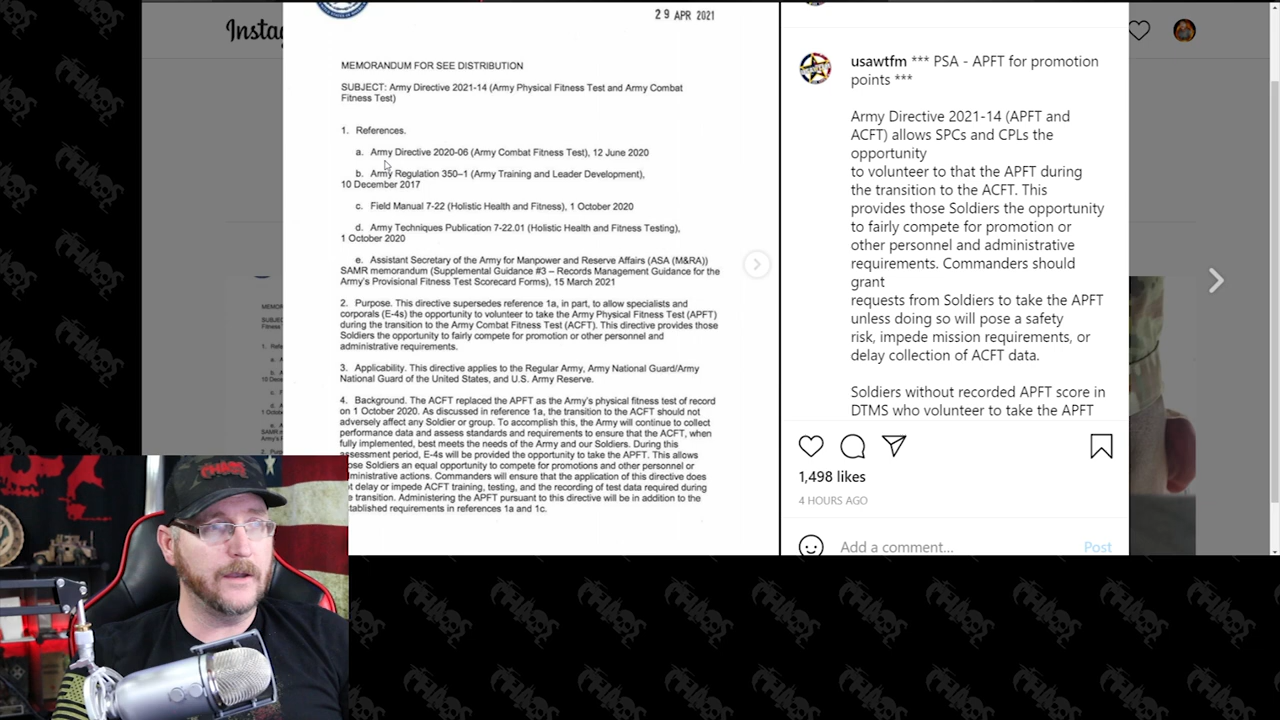 Insta
29 APR 2021
MEMORANDUM FOR SEE DISTRIBUTION
SUBJECT: Army Directive 2021-14 (Army Physical Fitness Test and Army Combat
Fitness Test)
1. References.
a. Army Directive 2020-06 (Army Combat Fitness Test), 12 June 2020
b. Army Regulation 350–1 (Army Training and Leader Development),
10 December 2017
c. Field Manual 7-22 (Holistic Health and Fitness), 1 October 2020
d. Army Techniques Publication 7-22.01 (Holistic Health and Fitness Testing),
1 October 2020
e. Assistant Secretary of the Army for Manpower and Reserve Affairs (ASA (M&RA))
SAMR memorandum (Supplemental Guidance #3 – Records Management Guidance for the
Army's Provisional Fitness Test Scorecard Forms), 15 March 2021
2. Purpose. This directive supersedes reference 1a, in part, to allow specialists and
corporals (E-4s) the opportunity to volunteer to take the Army Physical Fitness Test (APFT)
during the transition to the Army Combat Fitness Test (ACFT). This directive provides those
Soldiers the opportunity to fairly compete for promotion or other personnel and
administrative requirements.
3. Applicability. This directive applies to the Regular Army, Army National Guard/Army
National Guard of the United States, and U.S. Army Reserve.
4. Background. The ACFT replaced the APFT as the Army's physical fitness test of record
on 1 October 2020. As discussed in reference 1a, the transition to the ACFT should not
adversely affect any Soldier or group. To accomplish this, the Army will continue to collect
performance data and assess standards and requirements to ensure that the ACFT, when
fully implemented, best meets the needs of the Army and our Soldiers. During this
assessment period, E-4s will be provided the opportunity to take the APFT. This allows
ose Soldiers an equal opportunity to compete for promotions and other personnel or
ministrative actions. Commanders will ensure that the application of this directive does
t delay or impede ACFT training, testing, and the recording of test data required during
e transition. Administering the APFT pursuant to this directive will be in addition to the
tablished requirements in references 1a and 1c.
usawtfm *** PSA - APFT for promotion
points ***
Army Directive 2021-14 (APFT and
ACFT) allows SPCs and CPLs the
opportunity
to volunteer to that the APFT during
the transition to the ACFT. This
provides those Soldiers the opportunity
to fairly compete for promotion or
other personnel and administrative
requirements. Commanders should
grant
requests from Soldiers to take the APFT
unless doing so will pose a safety
risk, impede mission requirements, or
delay collection of ACFT data.
Soldiers without recorded APFT score in
DTMS who volunteer to take the APFT
1,498 likes
4 HOURS AGO
Add a comment...
Post
CHAOS